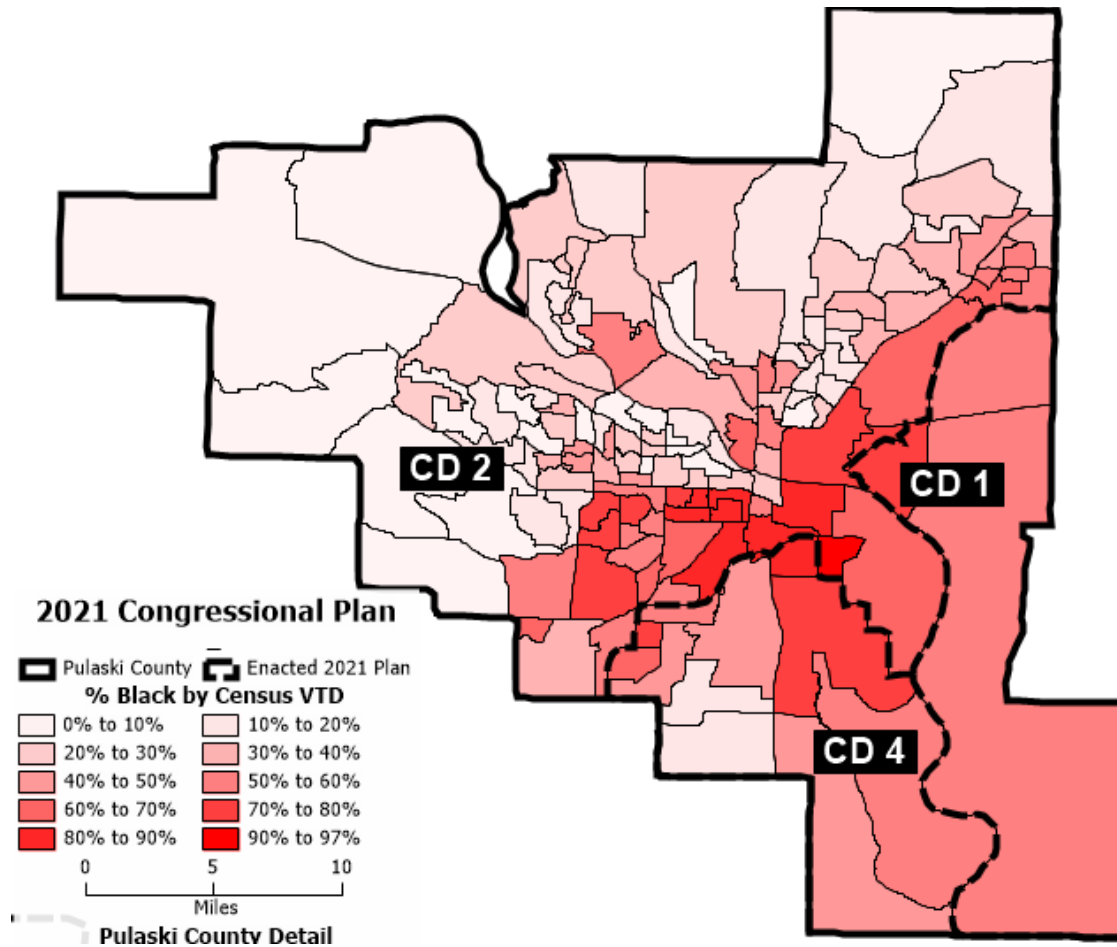 CD 2
CD 1
CD 4
2021 Congressional Plan
Pulaski County
Enacted 2021 Plan
% Black by Census VTD
0% to 10%
10% to 20%
20% to 30%
30% to 40%
40% to 50%
50% to 60%
60% to 70%
70% to 80%
80% to 90%
90% to 97%
0 5 10
Miles
Pulaski County Detail